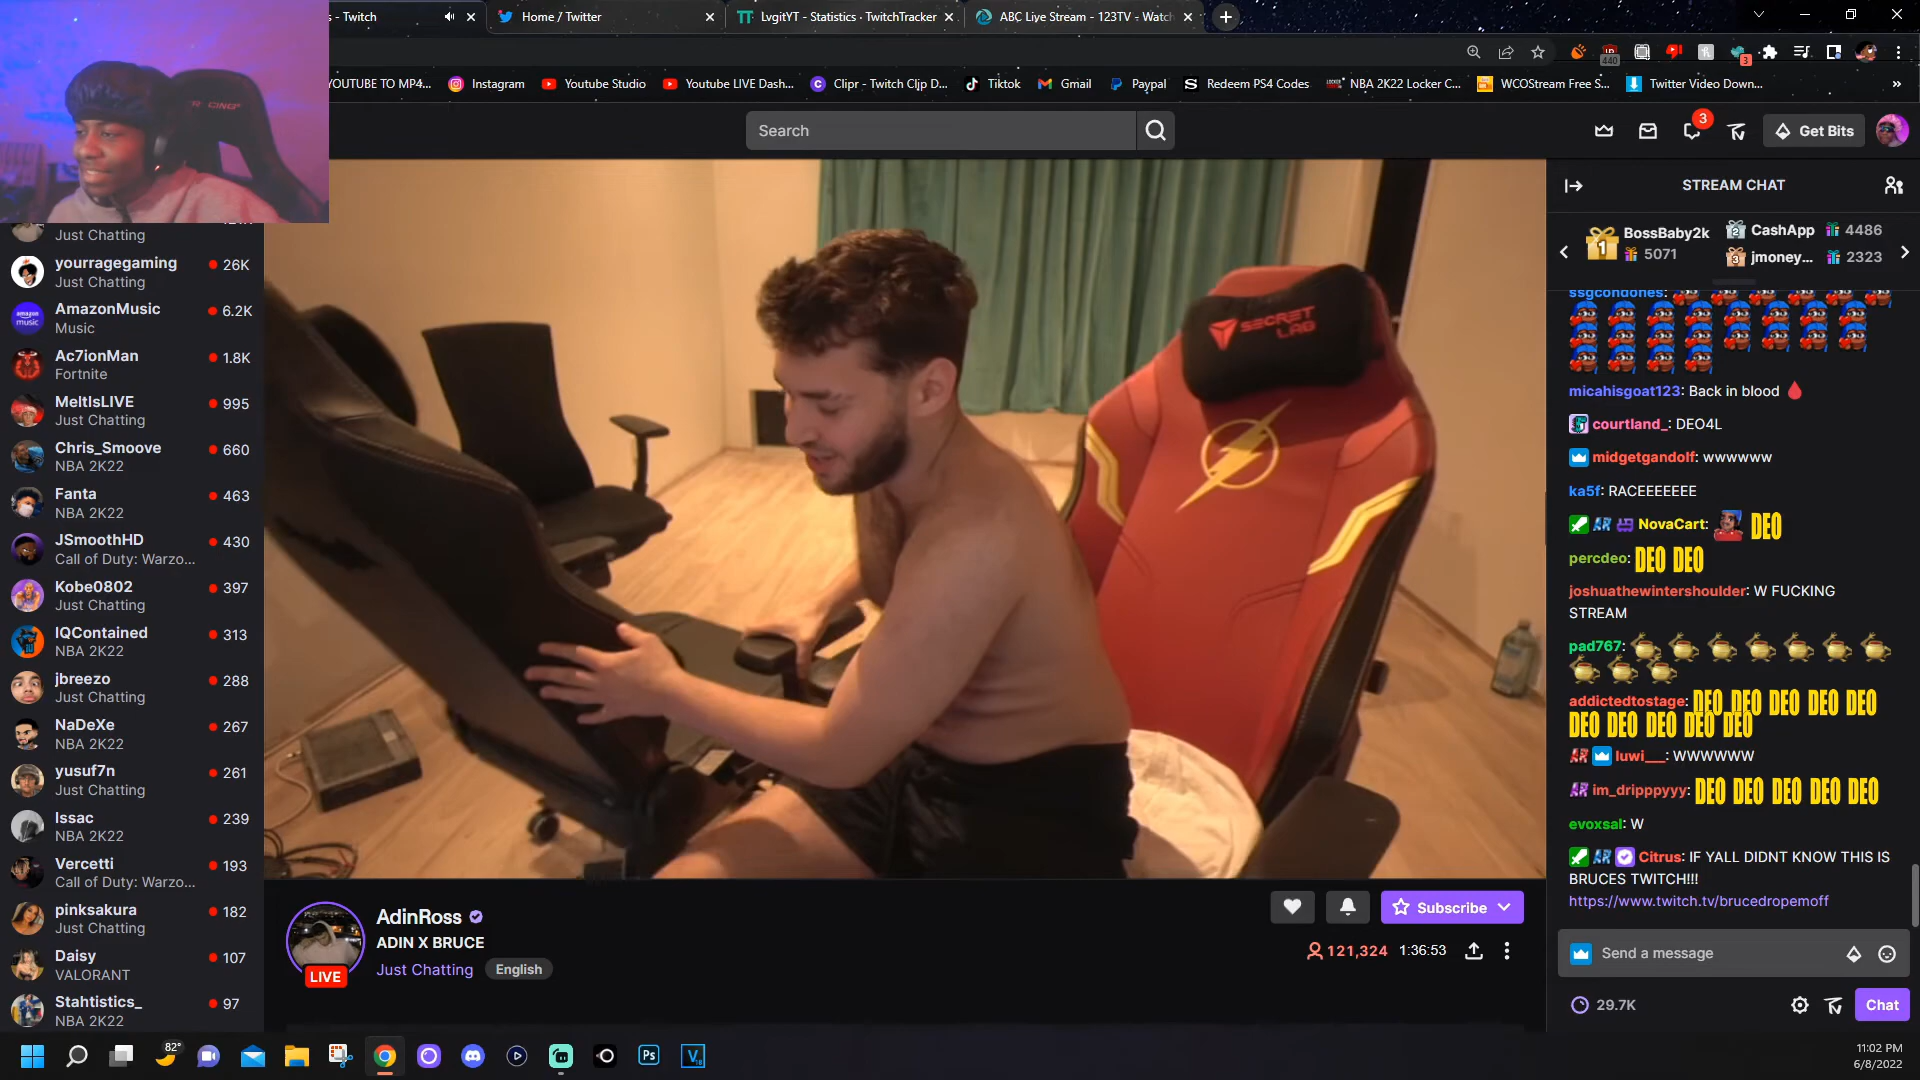 s - Twitch
Home / Twitter
LvgitYT - Statistics · TwitchTracker
ABC Live Stream - 123TV - Watch
440
3
YOUTUBE TO MP4...
Instagram
Youtube Studio
Youtube LIVE Dash...
Clipr - Twitch Clip D...
Tiktok
Gmail
Paypal
Redeem PS4 Codes
NBA 2K22 Locker C...
WCOStream Free S...
Twitter Video Down...
»
Search
3
Get Bits
Just Chatting
yourragegaming 26K
Just Chatting
AmazonMusic 6.2K
Music
Ac7ionMan 1.8K
Fortnite
MeltIsLIVE 995
Just Chatting
Chris_Smoove 660
NBA 2K22
Fanta 463
NBA 2K22
JSmoothHD 430
Call of Duty: Warzo...
Kobe0802 397
Just Chatting
IQContained 313
NBA 2K22
jbreezo 288
Just Chatting
NaDeXe 267
NBA 2K22
yusuf7n 261
Just Chatting
Issac 239
NBA 2K22
Vercetti 193
Call of Duty: Warzo...
pinksakura 182
Just Chatting
Daisy 107
VALORANT
Stahtistics_ 97
NBA 2K22
SECRET
LAB
AdinRoss
ADIN X BRUCE
Just Chatting English
LIVE
Subscribe
121,324 1:36:53
STREAM CHAT
1 BossBaby2k
5071
2 CashApp 4486
3 jmoney... 2323
ssgcondones:
micahisgoat123: Back in blood
courtland_: DEO4L
midgetgandolf: wwwwww
ka5f: RACEEEEEEE
NovaCart: DEO
percdeo: DEO DEO
joshuathewintershoulder: W FUCKING
STREAM
pad767:
addictedtostage: DEO DEO DEO DEO DEO
DEO DEO DEO DEO DEO
luwi___: WWWWWW
im_dripppyyy: DEO DEO DEO DEO DEO
evoxsal: W
Citrus: IF YALL DIDNT KNOW THIS IS
BRUCES TWITCH!!!
https://www.twitch.tv/brucedropemoff
Send a message
29.7K
Chat
82°
Ps
V
11:02 PM
6/8/2022